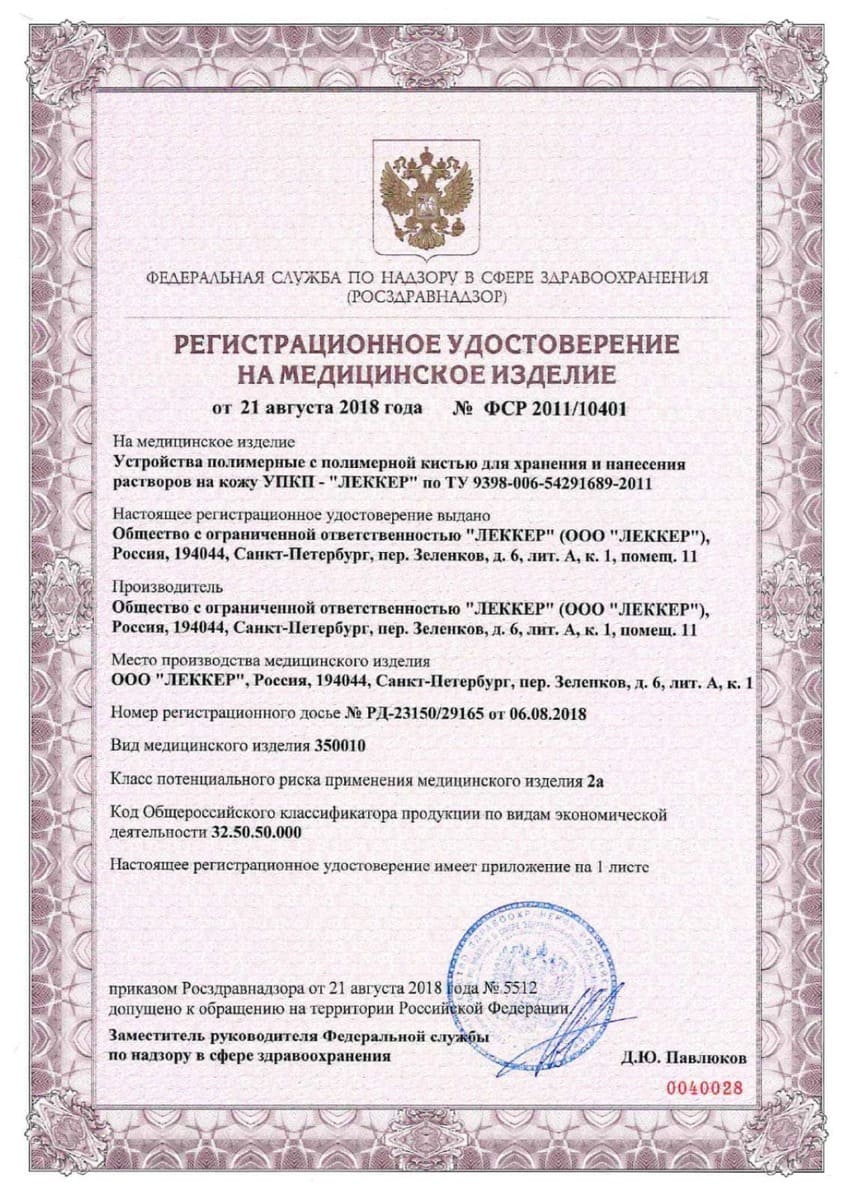 ФЕДЕРАЛЬНАЯ СЛУЖБА ПО НАДЗОРУ В СФЕРЕ ЗДРАВООХРАНЕНИЯ
(РОСЗДРАВНАДЗОР)
РЕГИСТРАЦИОННОЕ УДОСТОВЕРЕНИЕ
НА МЕДИЦИНСКОЕ ИЗДЕЛИЕ
от 21 августа 2018 года № ФСР 2011/10401
На медицинское изделие
Устройства полимерные с полимерной кистью для хранения и нанесения
растворов на кожу УПКП - "ЛЕККЕР" по ТУ 9398-006-54291689-2011
Настоящее регистрационное удостоверение выдано
Общество с ограниченной ответственностью "ЛЕККЕР" (ООО "ЛЕККЕР"),
Россия, 194044, Санкт-Петербург, пер. Зеленков, д. 6, лит. А, к. 1, помещ. 11
Производитель
Общество с ограниченной ответственностью "ЛЕККЕР" (ООО "ЛЕККЕР"),
Россия, 194044, Санкт-Петербург, пер. Зеленков, д. 6, лит. А, к. 1, помещ. 11
Место производства медицинского изделия
ООО "ЛЕККЕР", Россия, 194044, Санкт-Петербург, пер. Зеленков, д. 6, лит. А, к. 1
Номер регистрационного досье № РД-23150/29165 от 06.08.2018
Вид медицинского изделия 350010
Класс потенциального риска применения медицинского изделия 2а
Код Общероссийского классификатора продукции по видам экономической
деятельности 32.50.50.000
Настоящее регистрационное удостоверение имеет приложение на 1 листе
приказом Росздравнадзора от 21 августа 2018 года № 5512
допущено к обращению на территории Российской Федерации.
Заместитель руководителя Федеральной службы
по надзору в сфере здравоохранения
Д.Ю. Павлюков
0040028